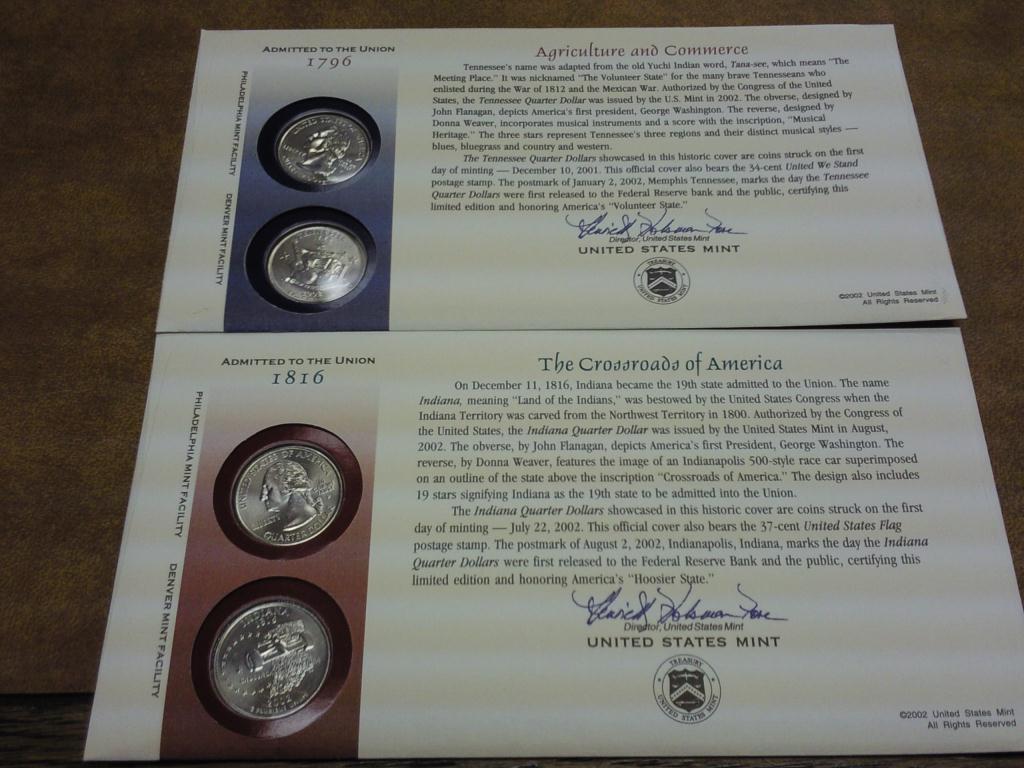 ADMITTED TO THE UNION
1796
PHILADELPHIA MINT FACILITY
DENVER MINT FACILITY
Agriculture and Commerce
Tennessee's name was adapted from the old Yuchi Indian word, Tana-see, which means "The
Meeting Place." It was nicknamed "The Volunteer State" for the many brave Tennesseans who
enlisted during the War of 1812 and the Mexican War. Authorized by the Congress of the United
States, the Tennessee Quarter Dollar was issued by the U.S. Mint in 2002. The obverse, designed by
John Flanagan, depicts America's first president, George Washington. The reverse, designed by
Donna Weaver, incorporates musical instruments and a score with the inscription, "Musical
Heritage." The three stars represent Tennessee's three regions and their distinct musical styles —
blues, bluegrass and country and western.
The Tennessee Quarter Dollars showcased in this historic cover are coins struck on the first
day of minting — December 10, 2001. This official cover also bears the 34-cent United We Stand
postage stamp. The postmark of January 2, 2002, Memphis Tennessee, marks the day the Tennessee
Quarter Dollars were first released to the Federal Reserve bank and the public, certifying this
limited edition and honoring America's "Volunteer State."
Director, United States Mint
UNITED STATES MINT
TREASURY
UNITED STATES MINT
©2002 United States Mint
All Rights Reserved
ADMITTED TO THE UNION
1816
PHILADELPHIA MINT FACILITY
DENVER MINT FACILITY
UNITED STATES OF AMERICA
LIBERTY
QUARTER DOLLAR
INDIANA
1816
The Crossroads of America
On December 11, 1816, Indiana became the 19th state admitted to the Union. The name
Indiana, meaning "Land of the Indians," was bestowed by the United States Congress when the
Indiana Territory was carved from the Northwest Territory in 1800. Authorized by the Congress of
the United States, the Indiana Quarter Dollar was issued by the United States Mint in August,
2002. The obverse, by John Flanagan, depicts America's first President, George Washington. The
reverse, by Donna Weaver, features the image of an Indianapolis 500-style race car superimposed
on an outline of the state above the inscription "Crossroads of America." The design also includes
19 stars signifying Indiana as the 19th state to be admitted into the Union.
The Indiana Quarter Dollars showcased in this historic cover are coins struck on the first
day of minting — July 22, 2002. This official cover also bears the 37-cent United States Flag
postage stamp. The postmark of August 2, 2002, Indianapolis, Indiana, marks the day the Indiana
Quarter Dollars were first released to the Federal Reserve Bank and the public, certifying this
limited edition and honoring America's "Hoosier State."
Director, United States Mint
UNITED STATES MINT
TREASURY
UNITED STATES MINT
©2002 United States Mint
All Rights Reserved